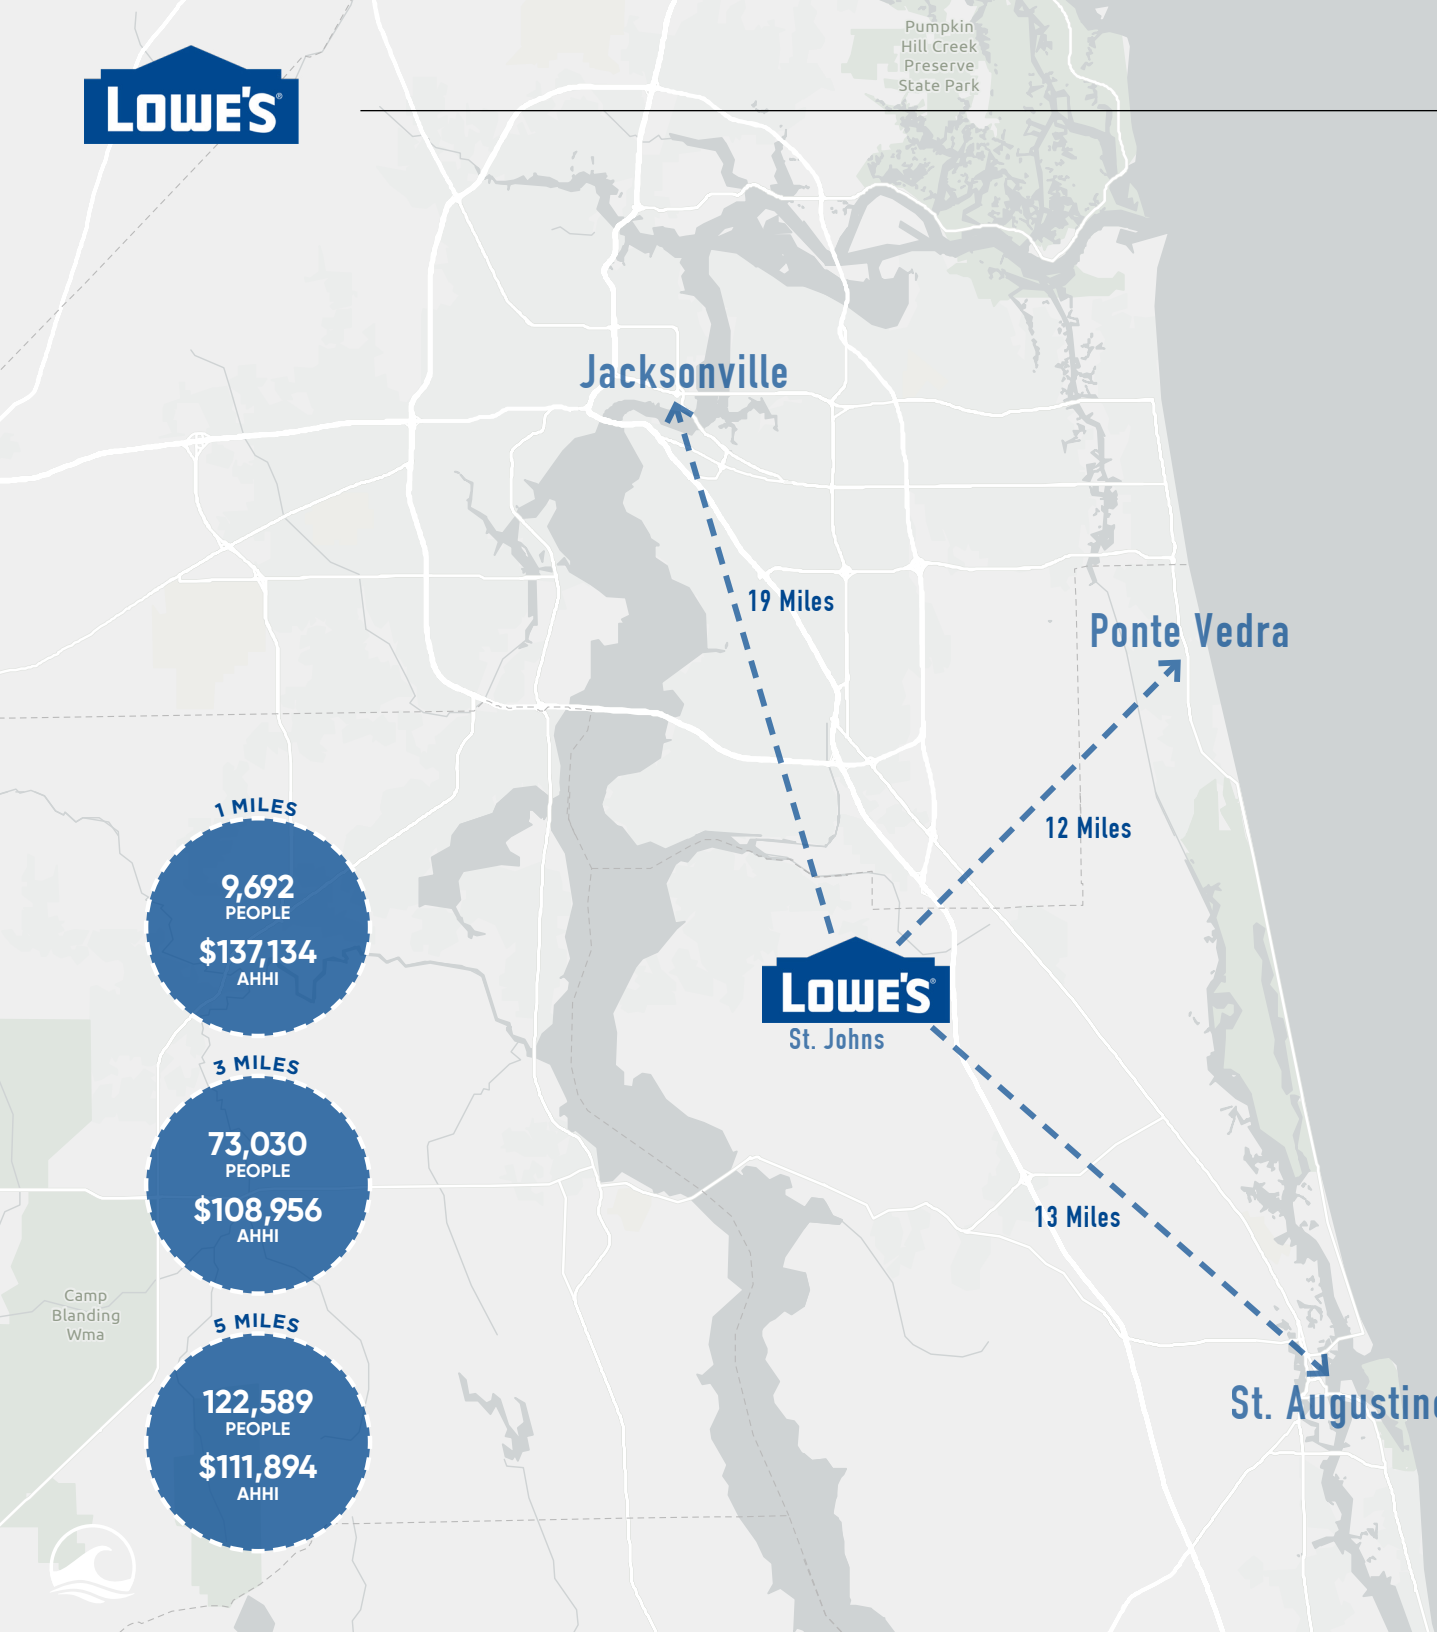 Pumpkin
Hill Creek
Preserve
State Park
LOWE'S®
Jacksonville
19 Miles
Ponte Vedra
12 Miles
1 MILES
9,692
PEOPLE
$137,134
AHHI
LOWE'S®
St. Johns
3 MILES
73,030
PEOPLE
$108,956
AHHI
13 Miles
Camp
Blanding
Wma
5 MILES
122,589
PEOPLE
$111,894
AHHI
St. Augustine